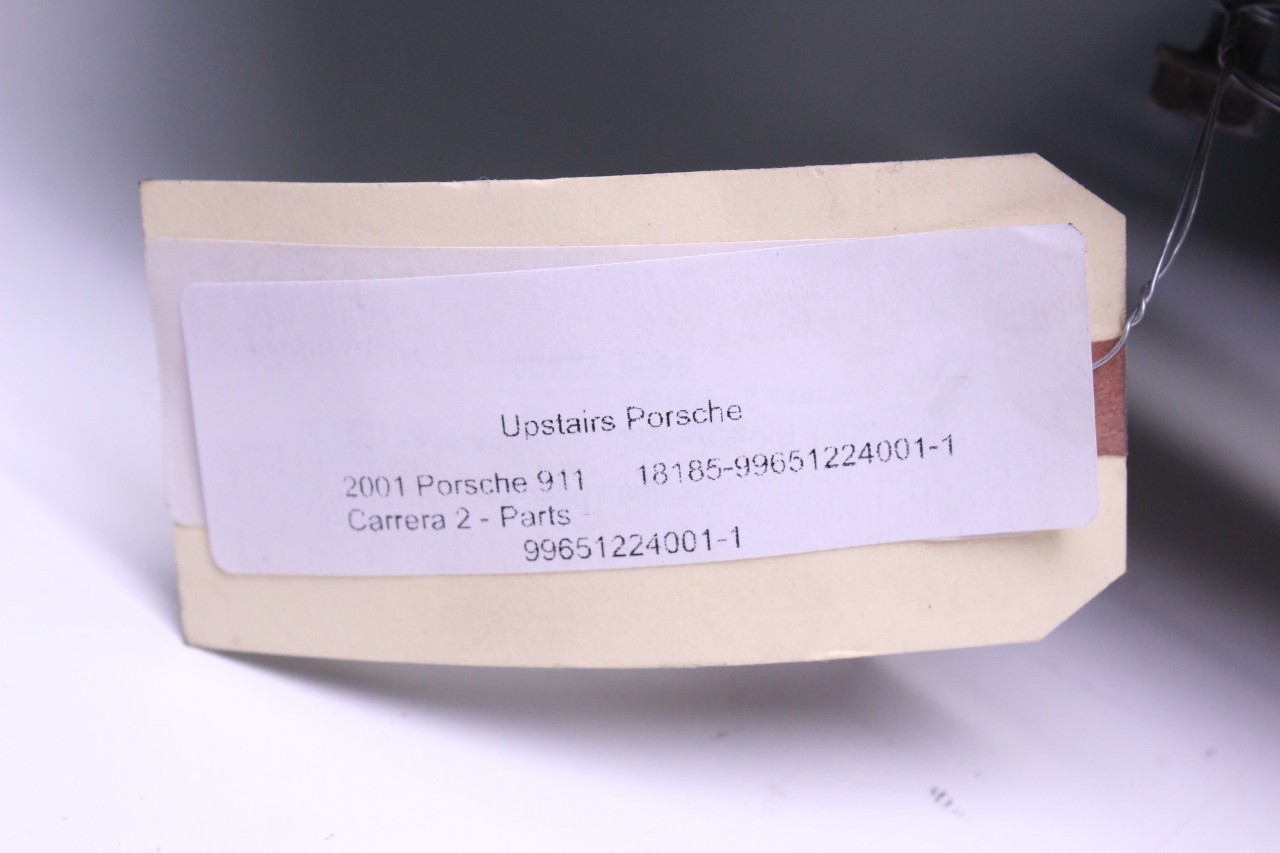 Upstairs Porsche
2001 Porsche 911 18185-99651224001-1
Carrera 2 - Parts
99651224001-1